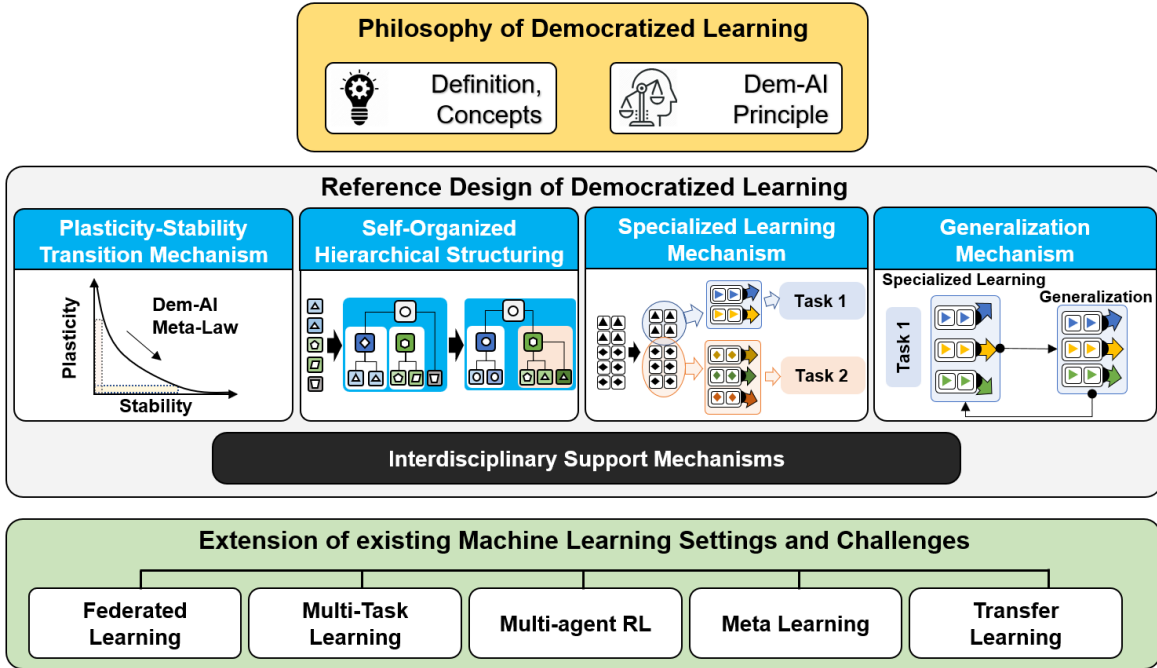 Philosophy of Democratized Learning
Definition,
Concepts
Dem-AI
Principle
Reference Design of Democratized Learning
Plasticity-Stability
Transition Mechanism
Plasticity
Dem-AI
Meta-Law
Stability
Self-Organized
Hierarchical Structuring
Specialized Learning
Mechanism
Task 1
Task 2
Generalization
Mechanism
Specialized Learning
Generalization
Task 1
Interdisciplinary Support Mechanisms
Extension of existing Machine Learning Settings and Challenges
Federated
Learning
Multi-Task
Learning
Multi-agent RL
Meta Learning
Transfer
Learning